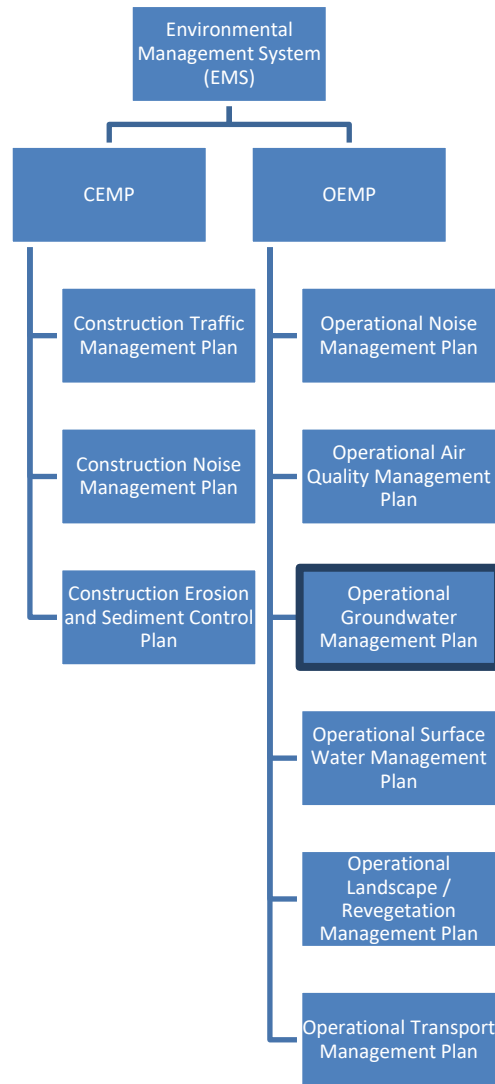 Environmental
Management System
(EMS)
CEMP
OEMP
Construction Traffic
Management Plan
Construction Noise
Management Plan
Construction Erosion
and Sediment Control
Plan
Operational Noise
Management Plan
Operational Air
Quality Management
Plan
Operational
Groundwater
Management Plan
Operational Surface
Water Management
Plan
Operational
Landscape /
Revegetation
Management Plan
Operational Transport
Management Plan